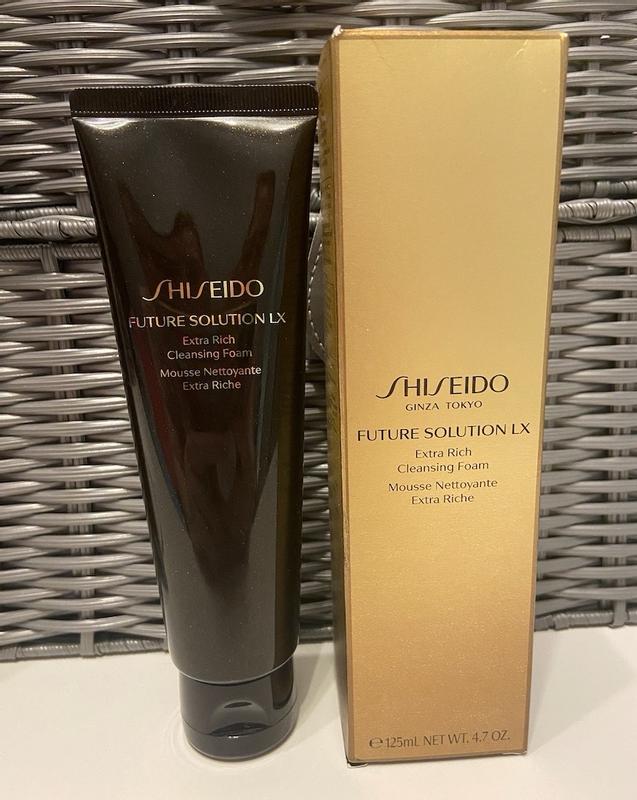 SHISEIDO
FUTURE SOLUTION LX
Extra Rich
Cleansing Foam
Mousse Nettoyante
Extra Riche
SHISEIDO
GINZA TOKYO
FUTURE SOLUTION LX
Extra Rich
Cleansing Foam
Mousse Nettoyante
Extra Riche
℮125mL NET WT. 4.7 OZ.